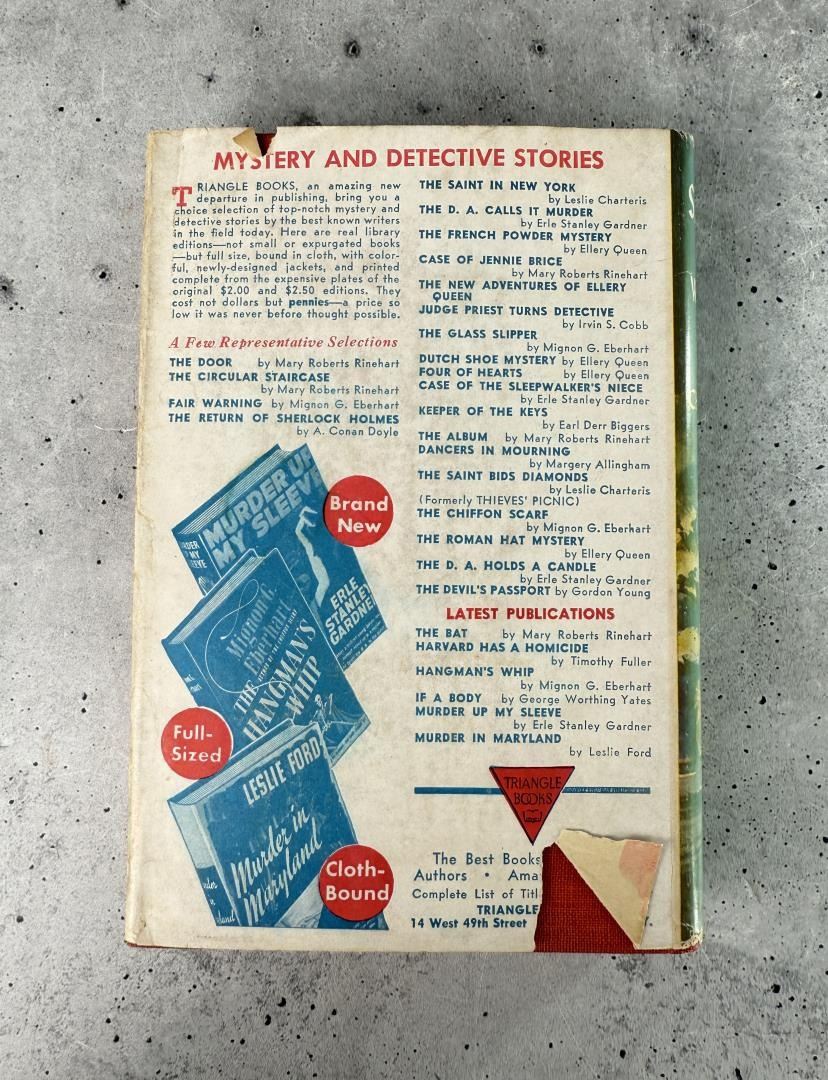 MYSTERY AND DETECTIVE STORIES
TRIANGLE BOOKS, an amazing new
departure in publishing, bring you a
choice selection of top-notch mystery and
detective stories by the best known writers
in the field today. Here are real library
editions—not small or expurgated books
—but full size, bound in cloth, with color-
ful, newly-designed jackets, and printed
complete from the expensive plates of the
original $2.00 and $2.50 editions. They
cost not dollars but pennies—a price so
low it was never before thought possible.
A Few Representative Selections
THE DOOR by Mary Roberts Rinehart
THE CIRCULAR STAIRCASE
by Mary Roberts Rinehart
FAIR WARNING by Mignon G. Eberhart
THE RETURN OF SHERLOCK HOLMES
by A. Conan Doyle
MURDER UP
MY SLEEVE
ERLE
STANLEY
GARDNER
Brand
New
Mignon G.
Eberhart
THE
HANGMAN'S
WHIP
Full-
Sized
LESLIE FORD
Murder in
Maryland
Cloth-
Bound
THE SAINT IN NEW YORK
by Leslie Charteris
THE D. A. CALLS IT MURDER
by Erle Stanley Gardner
THE FRENCH POWDER MYSTERY
by Ellery Queen
CASE OF JENNIE BRICE
by Mary Roberts Rinehart
THE NEW ADVENTURES OF ELLERY
QUEEN
JUDGE PRIEST TURNS DETECTIVE
by Irvin S. Cobb
THE GLASS SLIPPER
by Mignon G. Eberhart
DUTCH SHOE MYSTERY by Ellery Queen
FOUR OF HEARTS by Ellery Queen
CASE OF THE SLEEPWALKER'S NIECE
by Erle Stanley Gardner
KEEPER OF THE KEYS
by Earl Derr Biggers
THE ALBUM by Mary Roberts Rinehart
DANCERS IN MOURNING
by Margery Allingham
THE SAINT BIDS DIAMONDS
by Leslie Charteris
(Formerly THIEVES' PICNIC)
THE CHIFFON SCARF
by Mignon G. Eberhart
THE ROMAN HAT MYSTERY
by Ellery Queen
THE D. A. HOLDS A CANDLE
by Erle Stanley Gardner
THE DEVIL'S PASSPORT by Gordon Young
LATEST PUBLICATIONS
THE BAT by Mary Roberts Rinehart
HARVARD HAS A HOMICIDE
by Timothy Fuller
HANGMAN'S WHIP
by Mignon G. Eberhart
IF A BODY by George Worthing Yates
MURDER UP MY SLEEVE
by Erle Stanley Gardner
MURDER IN MARYLAND
by Leslie Ford
TRIANGLE
BOOKS
The Best Books
Authors • Ama
Complete List of Titl
TRIANGLE
14 West 49th Street